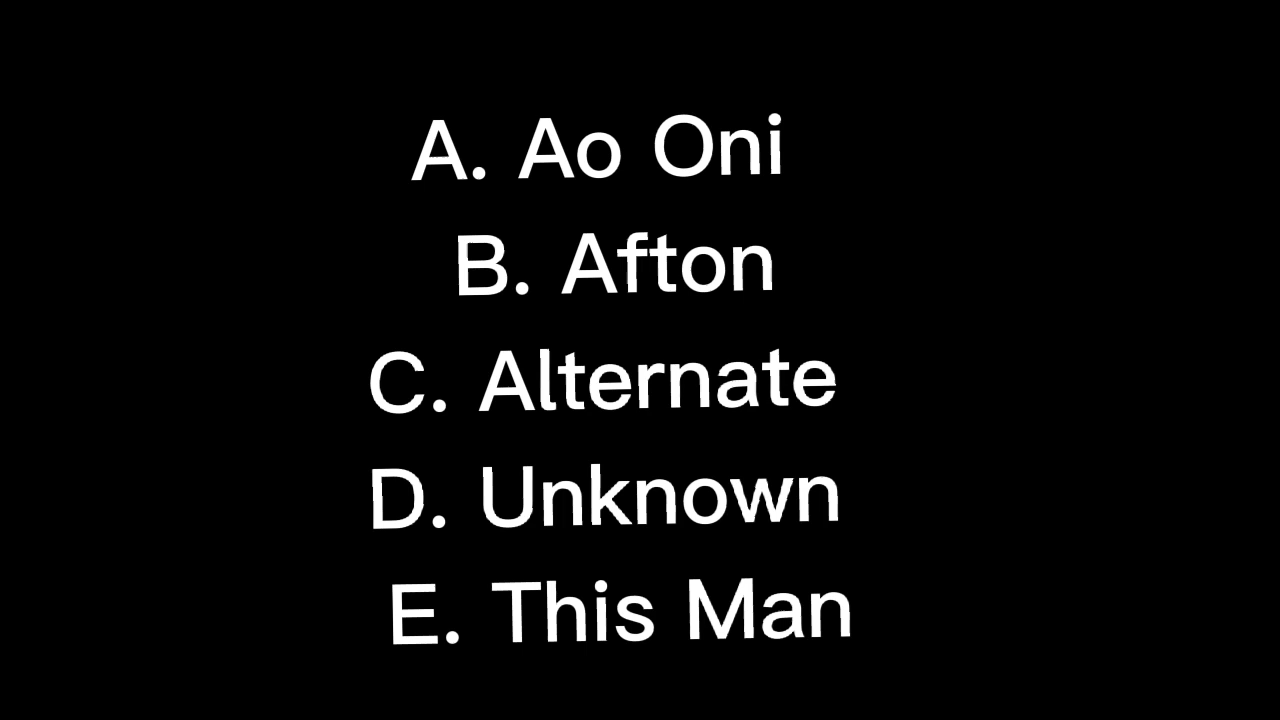 A. Ao Oni
B. Afton
C. Alternate
D. Unknown
E. This Man